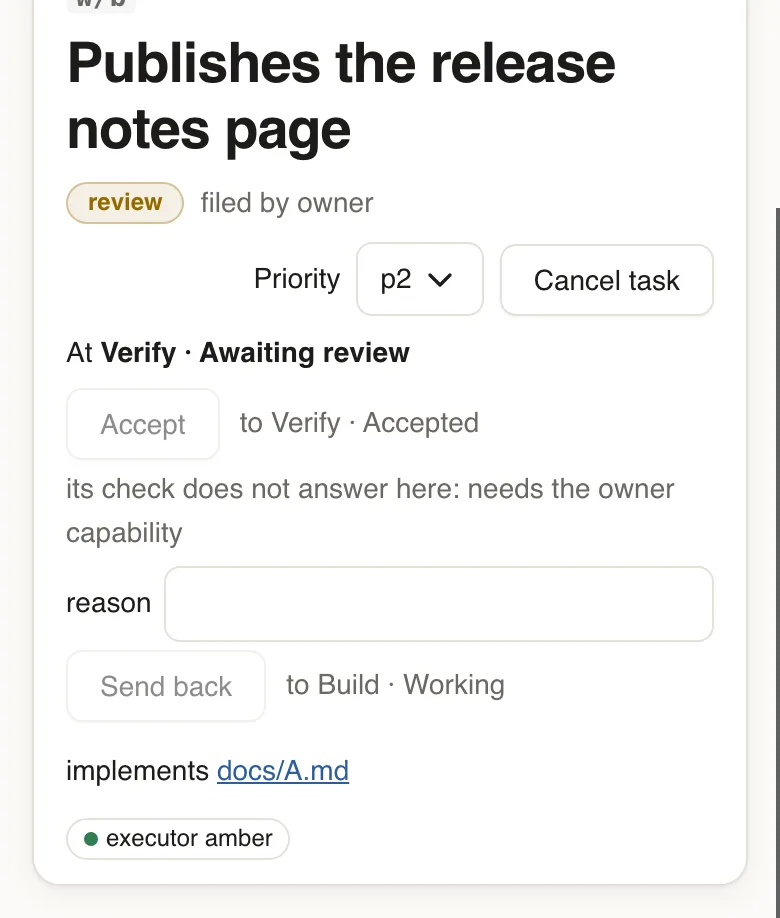 w/b
Publishes the release
notes page
review filed by owner
Priority p2 Cancel task
At Verify · Awaiting review
Accept to Verify · Accepted
its check does not answer here: needs the owner
capability
reason
Send back to Build · Working
implements docs/A.md
executor amber